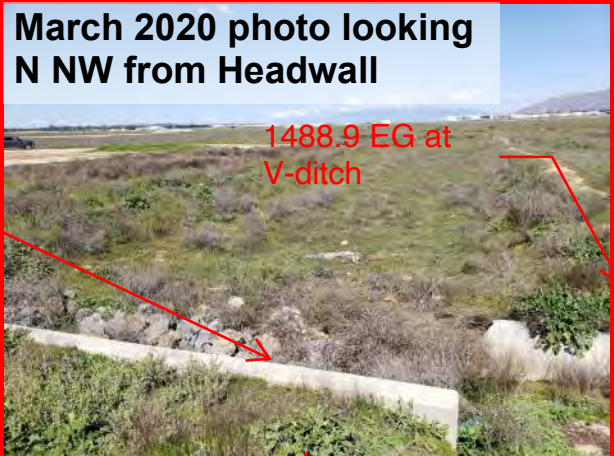 March 2020 photo looking
N NW from Headwall
1488.9 EG at
V-ditch